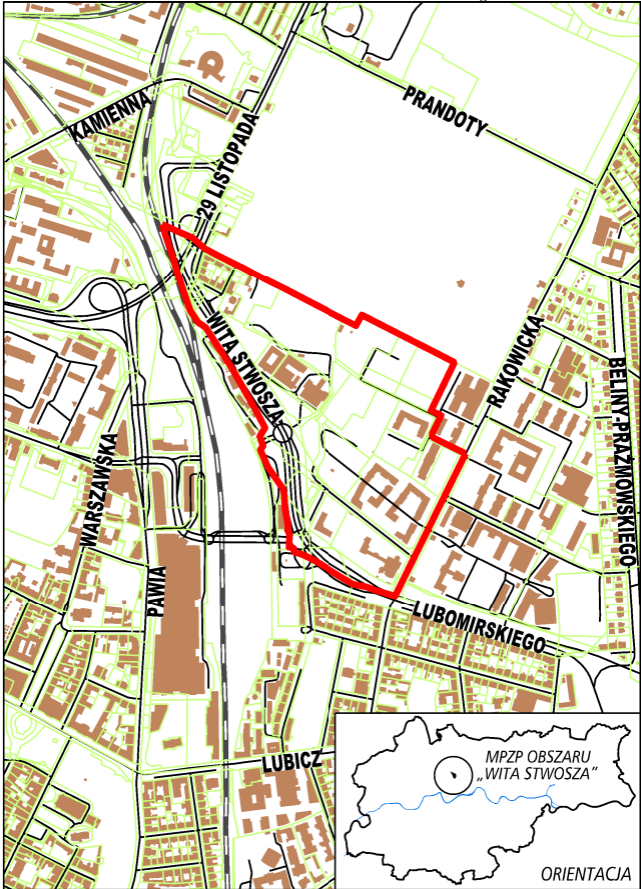 PRANDOTY
KAMIENNA
29 LISTOPADA
WITA STWOSZA
RAKOWICKA
BELINY-PRAŻMOWSKIEGO
WARSZAWSKA
PAWIA
LUBOMIRSKIEGO
LUBICZ
MPZP OBSZARU
„WITA STWOSZA”
ORIENTACJA